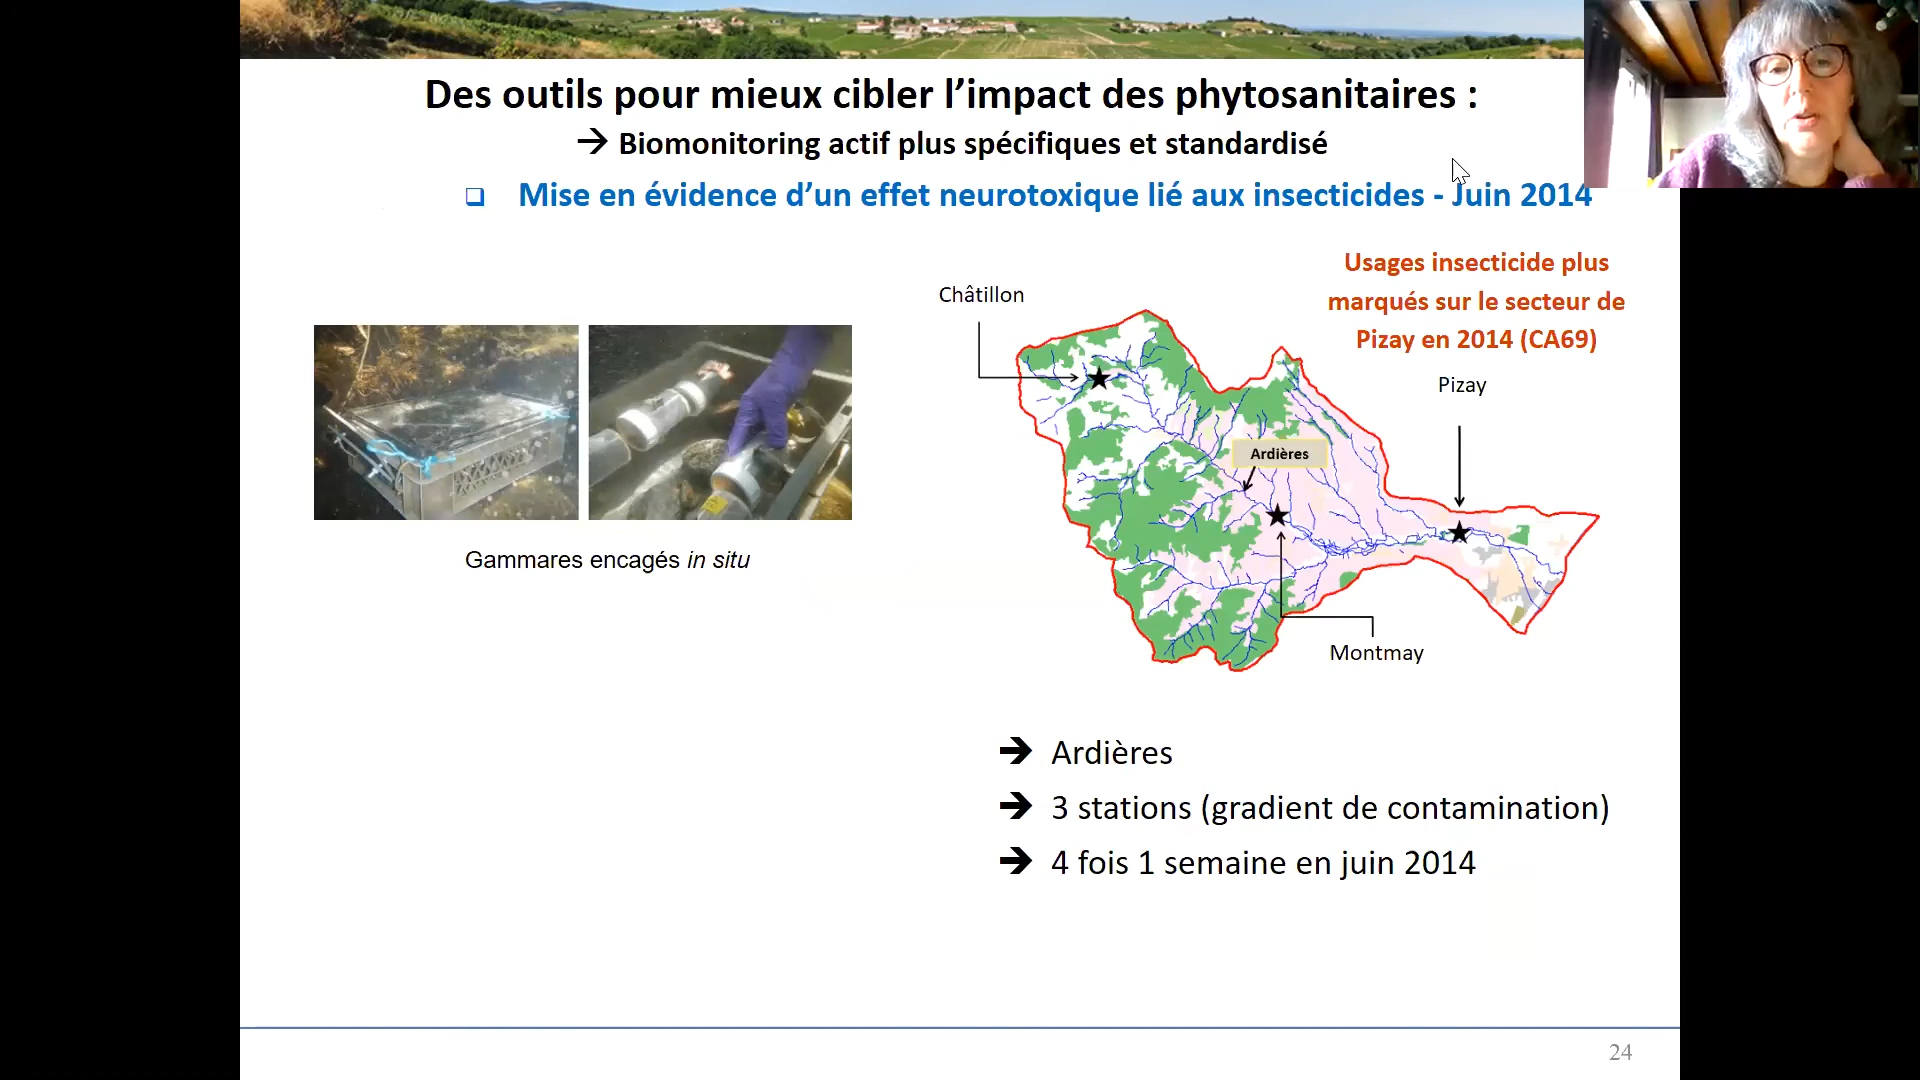 Des outils pour mieux cibler l’impact des phytosanitaires :
→ Biomonitoring actif plus spécifiques et standardisé
❑ Mise en évidence d’un effet neurotoxique lié aux insecticides - Juin 2014
Usages insecticide plus
marqués sur le secteur de
Pizay en 2014 (CA69)
Châtillon
Pizay
Ardières
Gammares encagés in situ
Montmay
➔ Ardières
➔ 3 stations (gradient de contamination)
➔ 4 fois 1 semaine en juin 2014
24